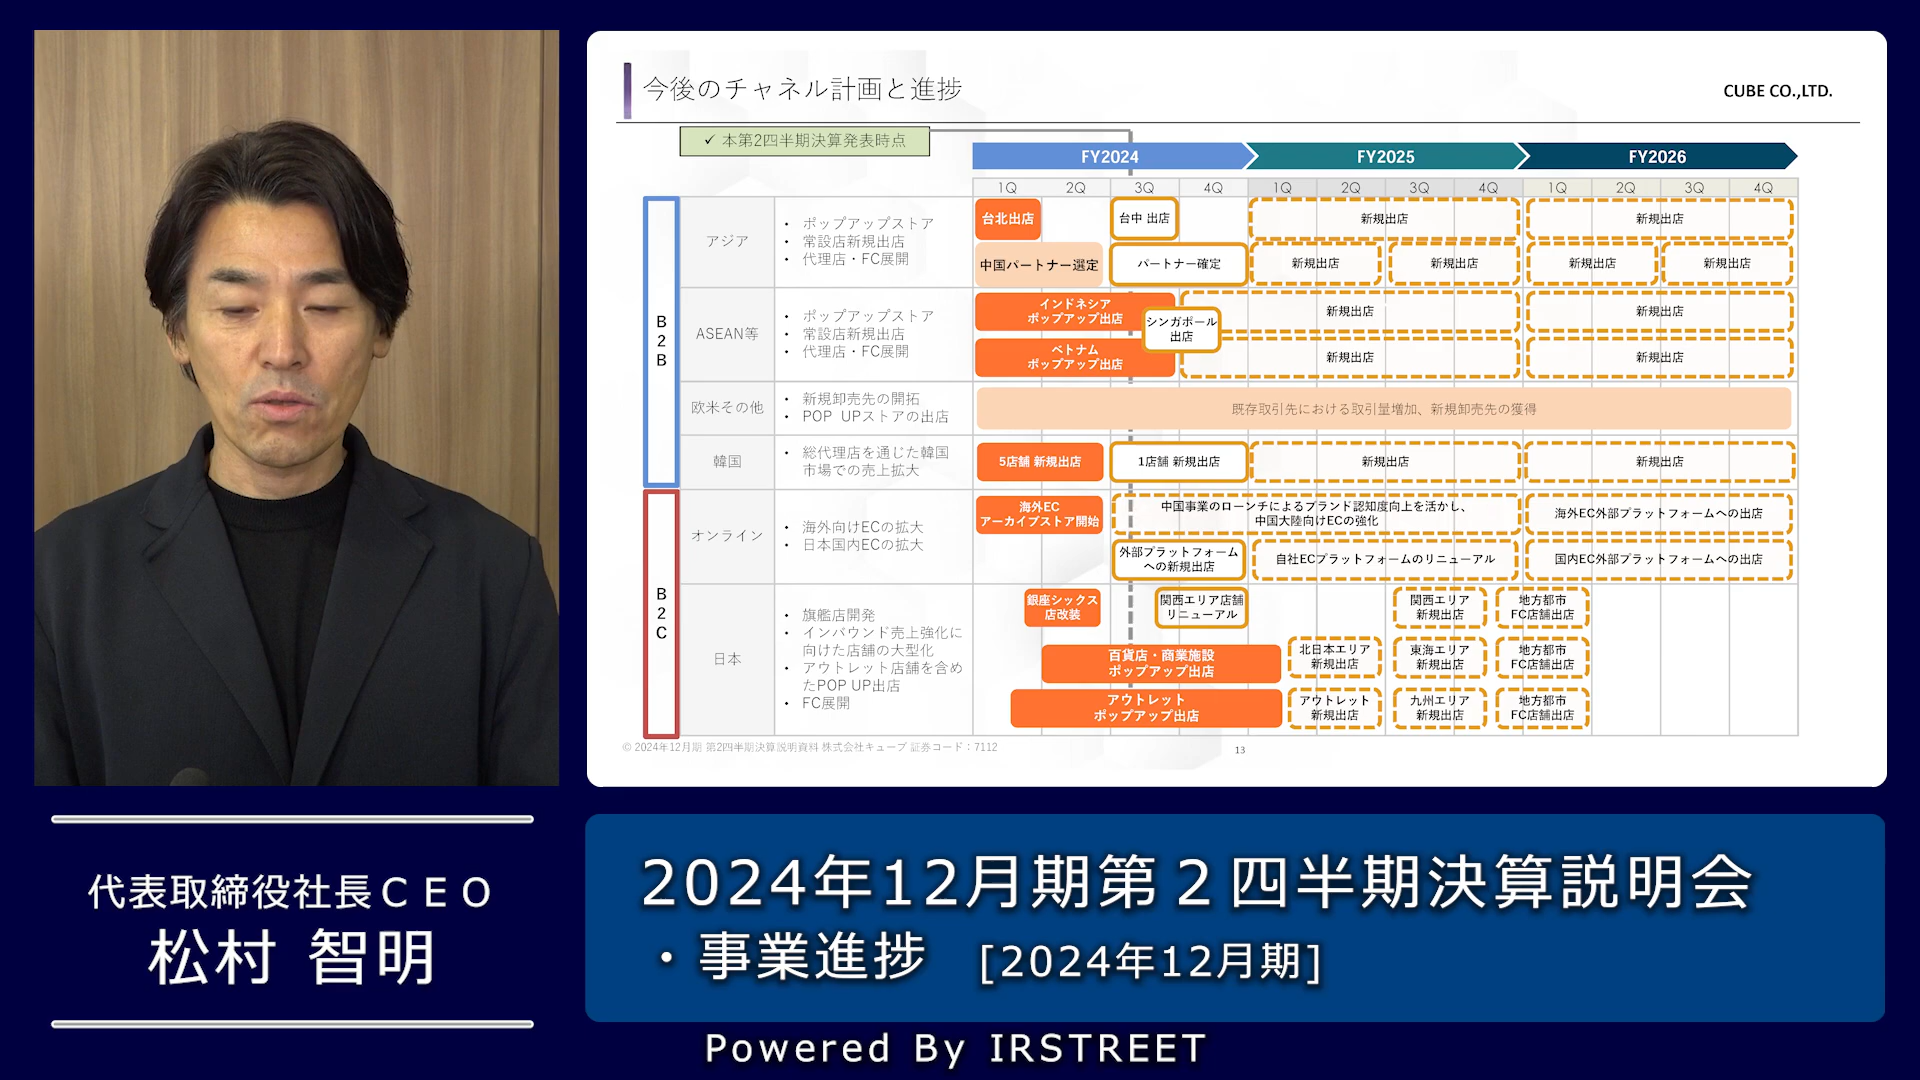 今後のチャネル計画と進捗
CUBE CO.,LTD.
✓ 本第2四半期決算発表時点
FY2024
FY2025
FY2026
1Q 2Q 3Q 4Q 1Q 2Q 3Q 4Q 1Q 2Q 3Q 4Q
B2B
アジア
• ポップアップストア
• 常設店新規出店
• 代理店・FC展開
台北出店
台中 出店
新規出店
新規出店
中国パートナー選定
パートナー確定
新規出店
新規出店
新規出店
新規出店
ASEAN等
• ポップアップストア
• 常設店新規出店
• 代理店・FC展開
インドネシア
ポップアップ出店
シンガポール
出店
新規出店
新規出店
ベトナム
ポップアップ出店
新規出店
新規出店
欧米その他
• 新規卸売先の開拓
• POP UPストアの出店
既存取引先における取引量増加、新規卸売先の獲得
韓国
• 総代理店を通じた韓国
市場での売上拡大
5店舗 新規出店
1店舗 新規出店
新規出店
新規出店
B2C
オンライン
• 海外向けECの拡大
• 日本国内ECの拡大
海外EC
アーカイブストア開始
中国事業のローンチによるブランド認知度向上を活かし、
中国大陸向けECの強化
海外EC外部プラットフォームへの出店
外部プラットフォーム
への新規出店
自社ECプラットフォームのリニューアル
国内EC外部プラットフォームへの出店
日本
• 旗艦店開発
• インバウンド売上強化に
向けた店舗の大型化
• アウトレット店舗を含め
たPOP UP出店
• FC展開
銀座シックス
店改装
関西エリア店舗
リニューアル
関西エリア
新規出店
地方都市
FC店舗出店
百貨店・商業施設
ポップアップ出店
北日本エリア
新規出店
東海エリア
新規出店
地方都市
FC店舗出店
アウトレット
ポップアップ出店
アウトレット
新規出店
九州エリア
新規出店
地方都市
FC店舗出店
© 2024年12月期 第2四半期決算説明資料 株式会社キューブ 証券コード：7112
13
代表取締役社長ＣＥＯ
松村 智明
2024年12月期第２四半期決算説明会
・事業進捗 [2024年12月期]
Powered By IRSTREET